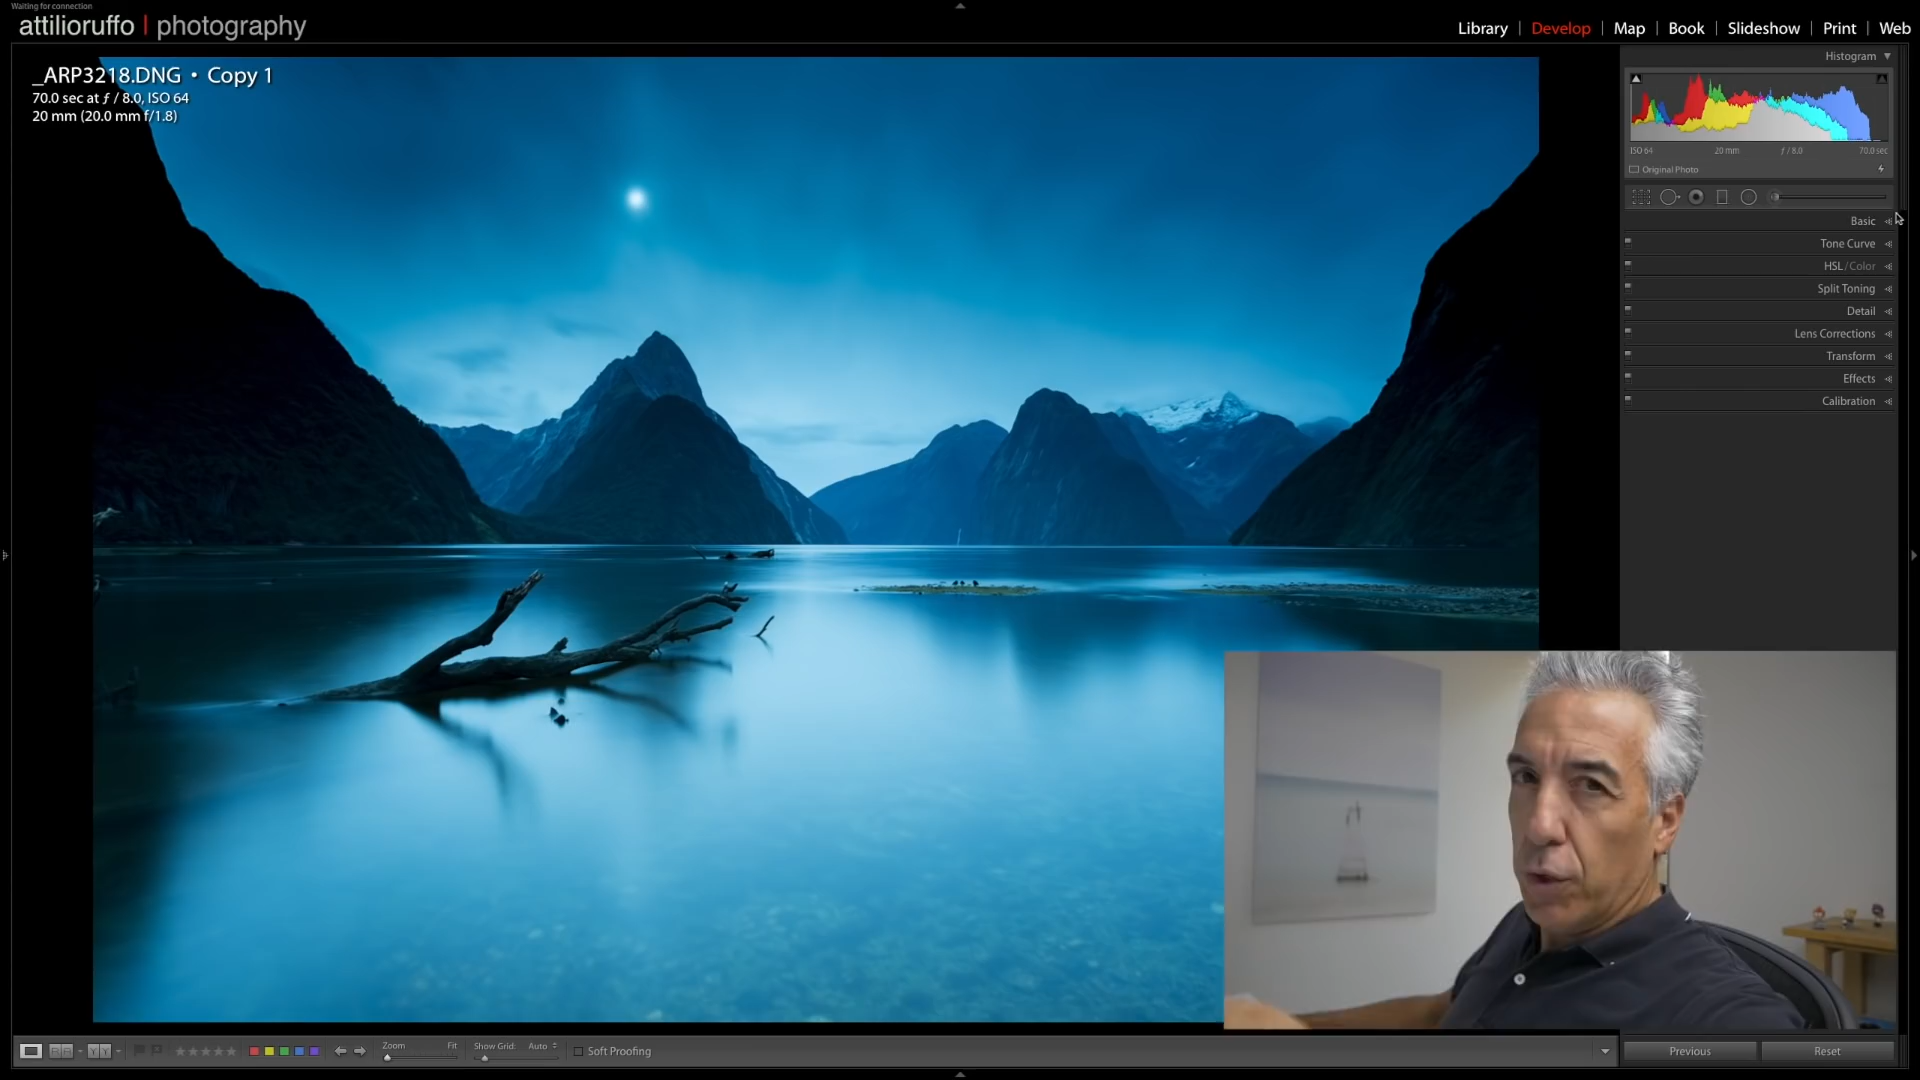 Waiting for connection
attilioruffo | photography
Library | Develop | Map | Book | Slideshow | Print | Web
_ARP3218.DNG • Copy 1
70.0 sec at ƒ / 8.0, ISO 64
20 mm (20.0 mm f/1.8)
Histogram
ISO 64 20 mm ƒ / 8.0 70.0 sec
Original Photo
Basic
Tone Curve
HSL / Color
Split Toning
Detail
Lens Corrections
Transform
Effects
Calibration
Zoom Fit Show Grid: Auto Soft Proofing
Previous Reset